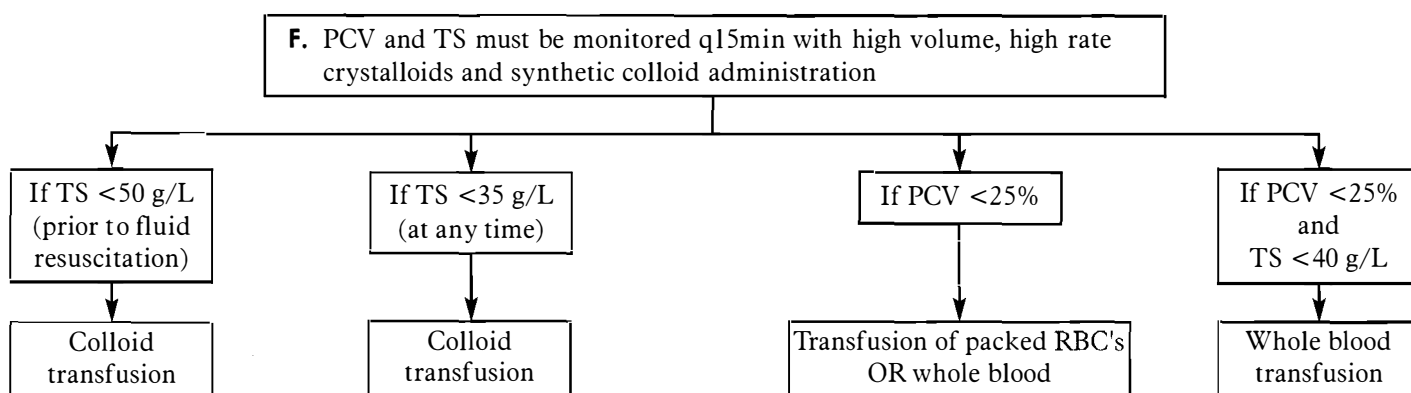 F. PCV and TS must be monitored q15min with high volume, high rate
crystalloids and synthetic colloid administration
If TS <50 g/L
(prior to fluid
resuscitation)
If TS <35 g/L
(at any time)
If PCV <25%
If PCV <25%
and
TS <40 g/L
Colloid
transfusion
Colloid
transfusion
Transfusion of packed RBC's
OR whole blood
Whole blood
transfusion